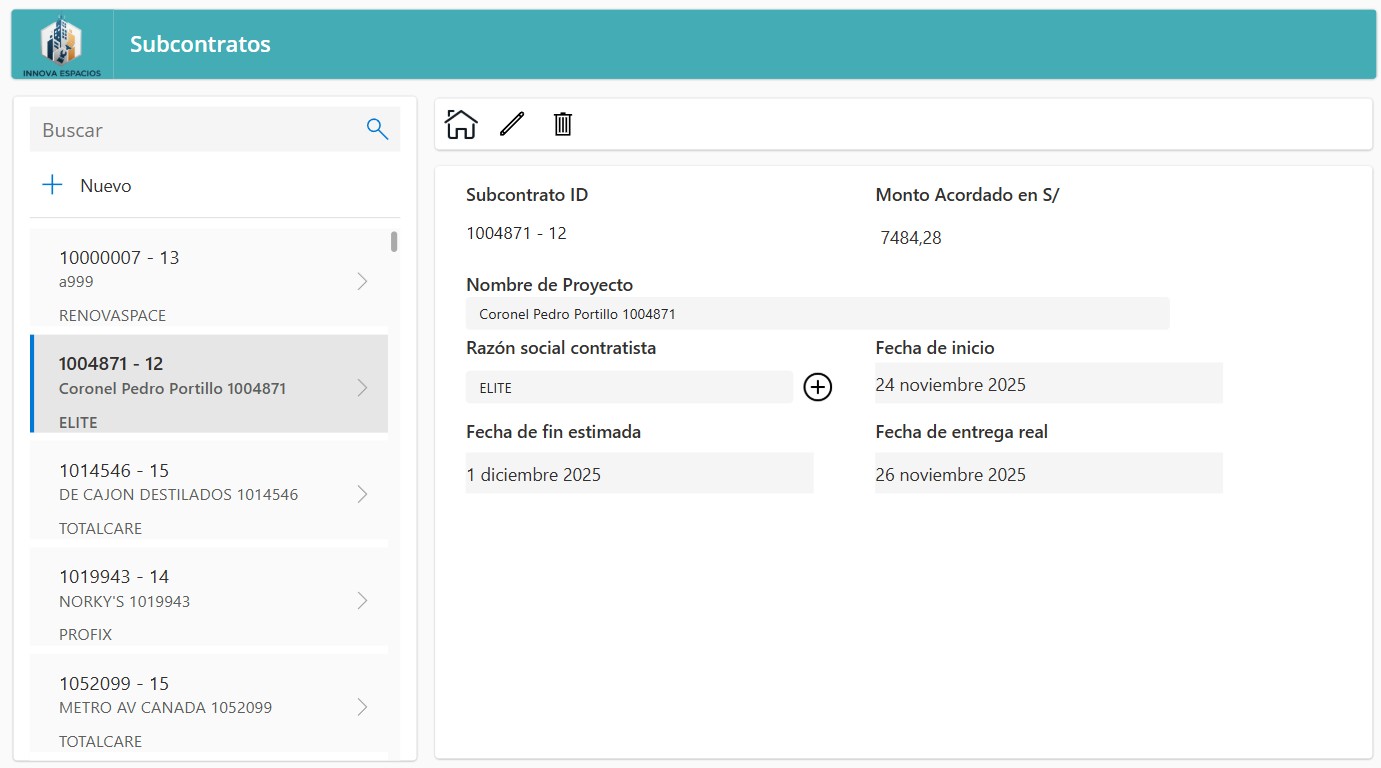 INNOVA ESPACIOS
Subcontratos
Buscar
Nuevo
10000007 - 13
a999
RENOVASPACE
1004871 - 12
Coronel Pedro Portillo 1004871
ELITE
1014546 - 15
DE CAJON DESTILADOS 1014546
TOTALCARE
1019943 - 14
NORKY'S 1019943
PROFIX
1052099 - 15
METRO AV CANADA 1052099
TOTALCARE
Subcontrato ID
1004871 - 12
Monto Acordado en S/
7484,28
Nombre de Proyecto
Coronel Pedro Portillo 1004871
Razón social contratista
ELITE
Fecha de inicio
24 noviembre 2025
Fecha de fin estimada
1 diciembre 2025
Fecha de entrega real
26 noviembre 2025